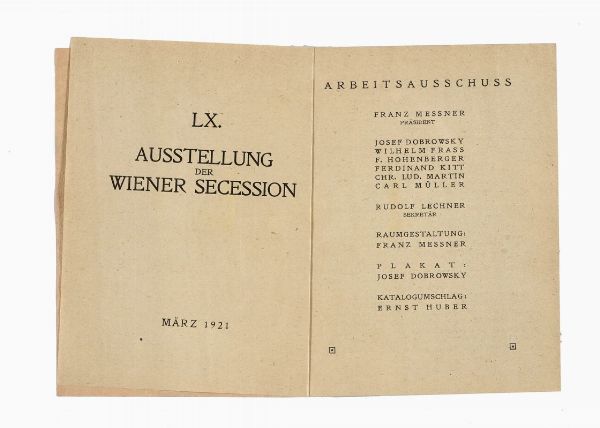 LX.
AUSSTELLUNG
DER
WIENER SECESSION
MÄRZ 1921
ARBEITSAUSSCHUSS
FRANZ MESSNER
PRÄSIDENT
JOSEF DOBROWSKY
WILHELM FRASS
F. HOHENBERGER
FERDINAND KITT
CHR. LUD. MARTIN
CARL MÜLLER
RUDOLF LECHNER
SEKRETÄR
RAUMGESTALTUNG:
FRANZ MESSNER
PLAKAT:
JOSEF DOBROWSKY
KATALOGUMSCHLAG:
ERNST HUBER